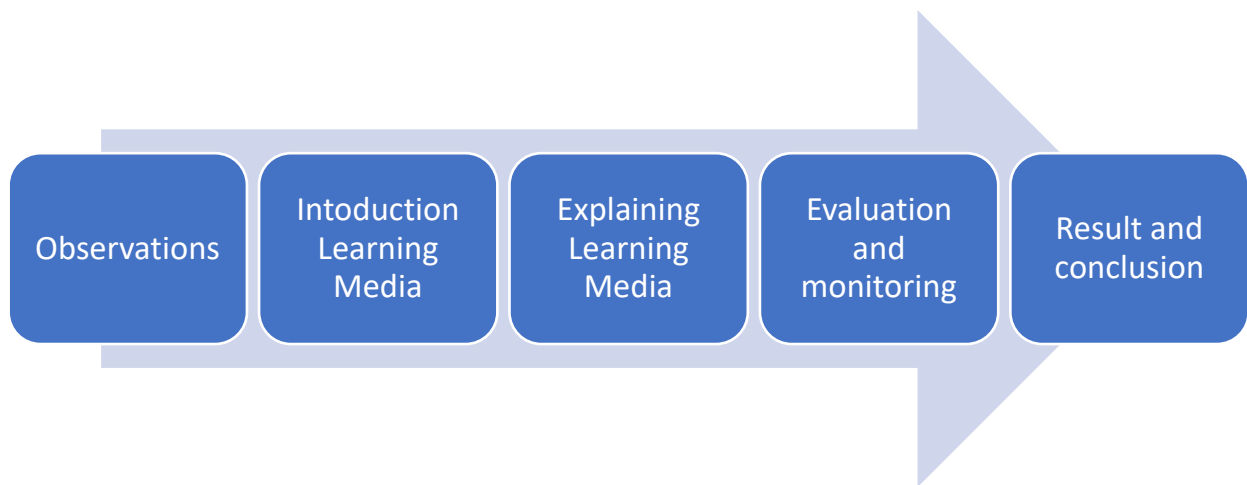 Observations
Intoduction
Learning
Media
Explaining
Learning
Media
Evaluation
and
monitoring
Result and
conclusion